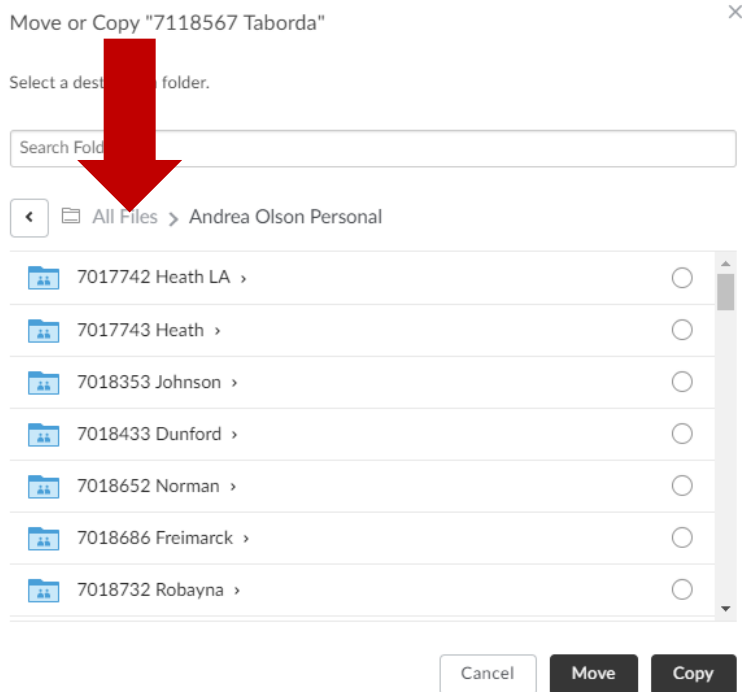 Move or Copy "7118567 Taborda"
Select a dest folder.
Search Fold
All Files > Andrea Olson Personal
7017742 Heath LA >
7017743 Heath >
7018353 Johnson >
7018433 Dunford >
7018652 Norman >
7018686 Freimarck >
7018732 Robayna >
Cancel Move Copy